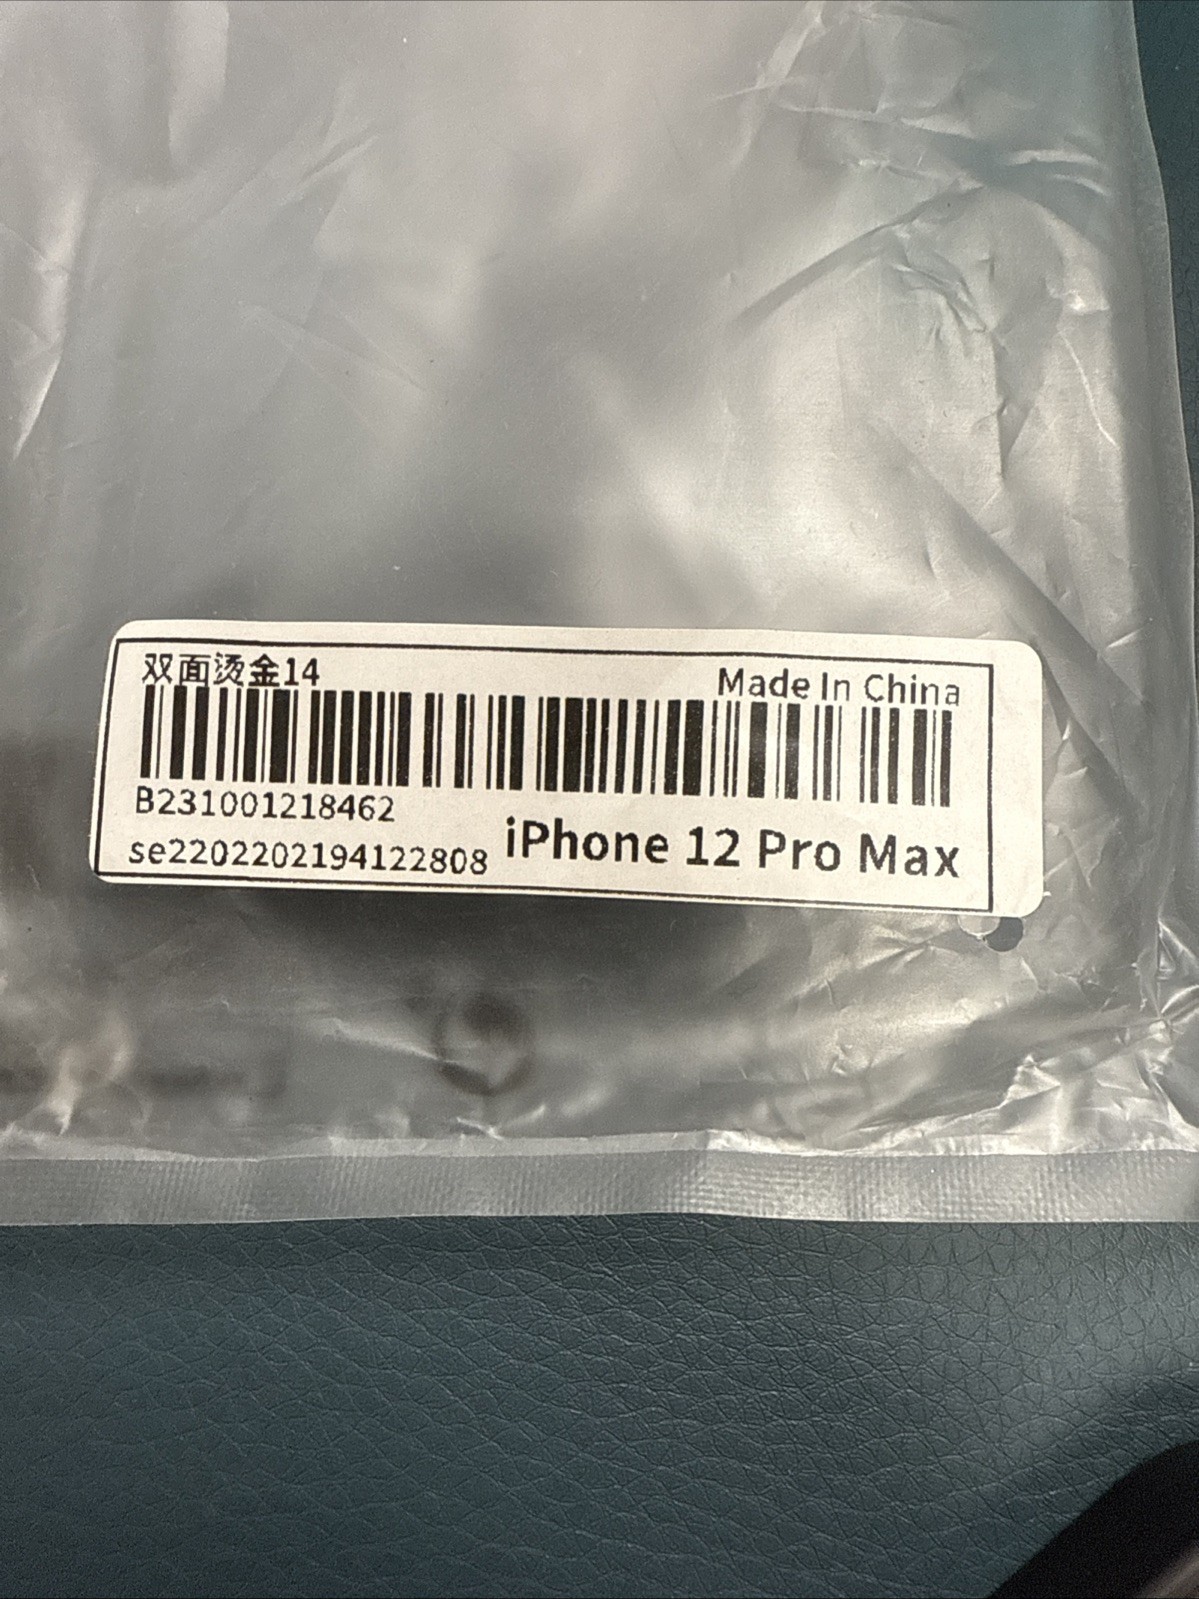 双面烫金14
Made In China
B231001218462
se2202202194122808
iPhone 12 Pro Max